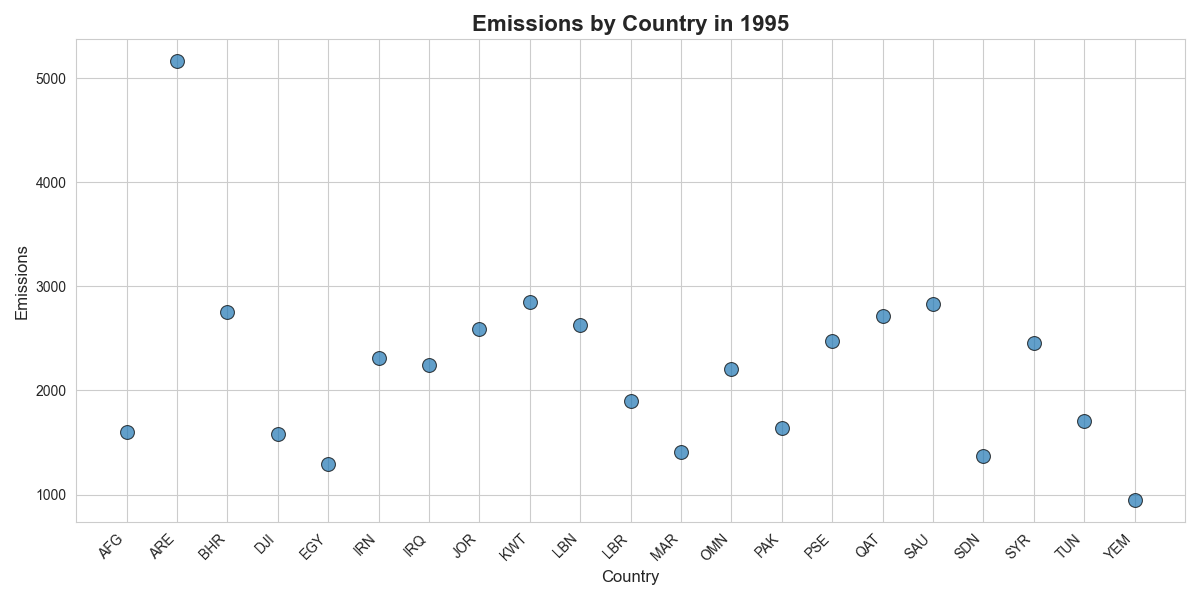 Emissions by Country in 1995
5000
4000
3000
2000
1000
Emissions
AFG
ARE
BHR
DJI
EGY
IRN
IRQ
JOR
KWT
LBN
LBR
MAR
OMN
PAK
PSE
QAT
SAU
SDN
SYR
TUN
YEM
Country